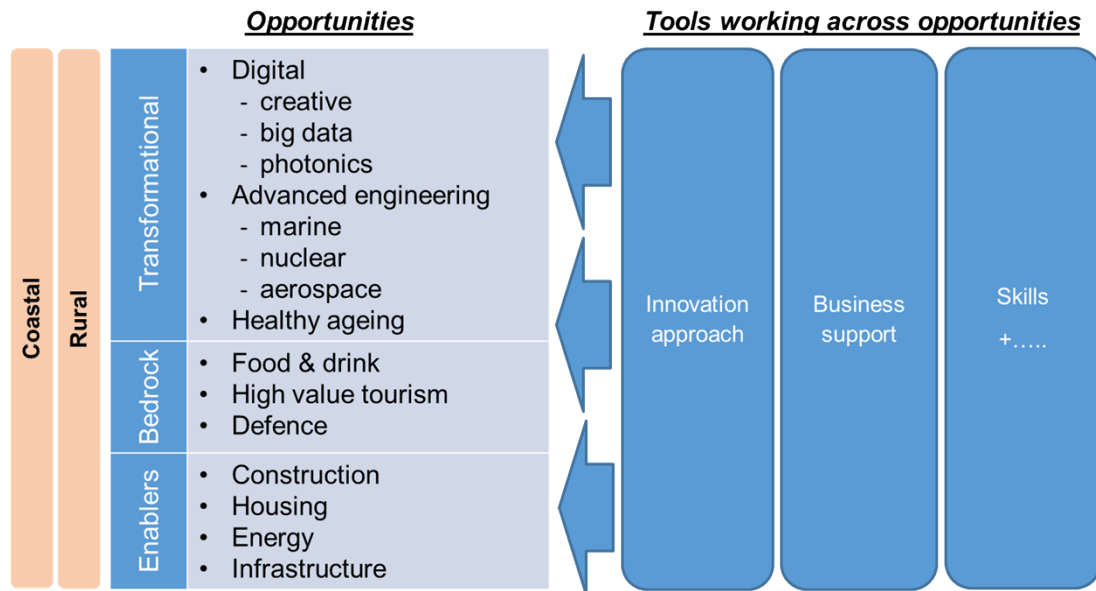 Opportunities
Tools working across opportunities
Coastal
Rural
Transformational
• Digital
- creative
- big data
- photonics
• Advanced engineering
- marine
- nuclear
- aerospace
• Healthy ageing
Bedrock
• Food & drink
• High value tourism
• Defence
Enablers
• Construction
• Housing
• Energy
• Infrastructure
Innovation
approach
Business
support
Skills
+…..